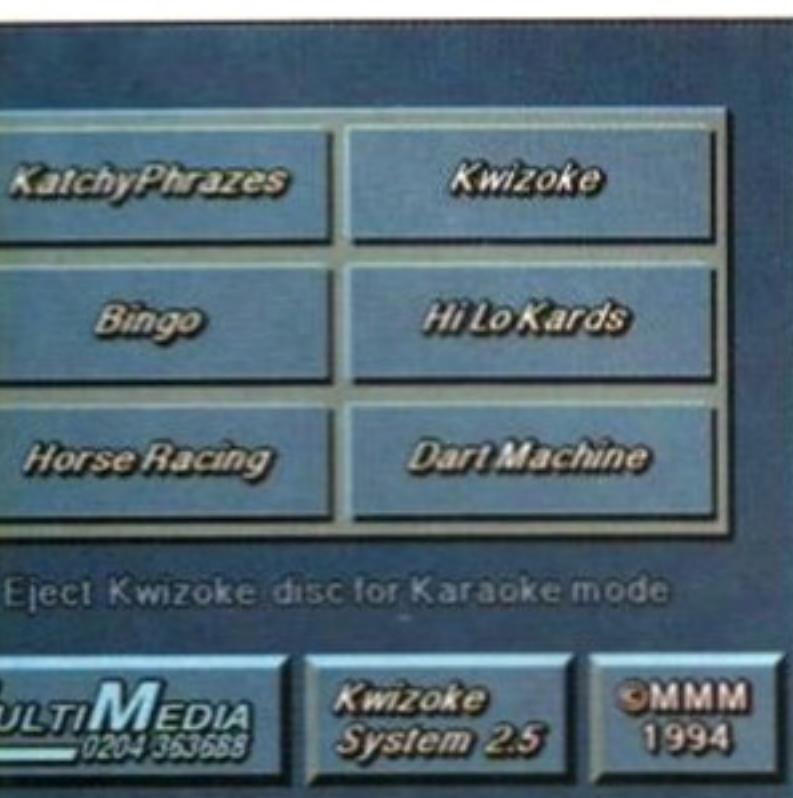 KatchyPhrazes Kwizoke
Bingo Hi Lo Kards
Horse Racing Dart Machine
Eject Kwizoke disc for Karaoke mode
ULTIMEDIA
0204 363688
Kwizoke
System 2.5
©MMM
1994